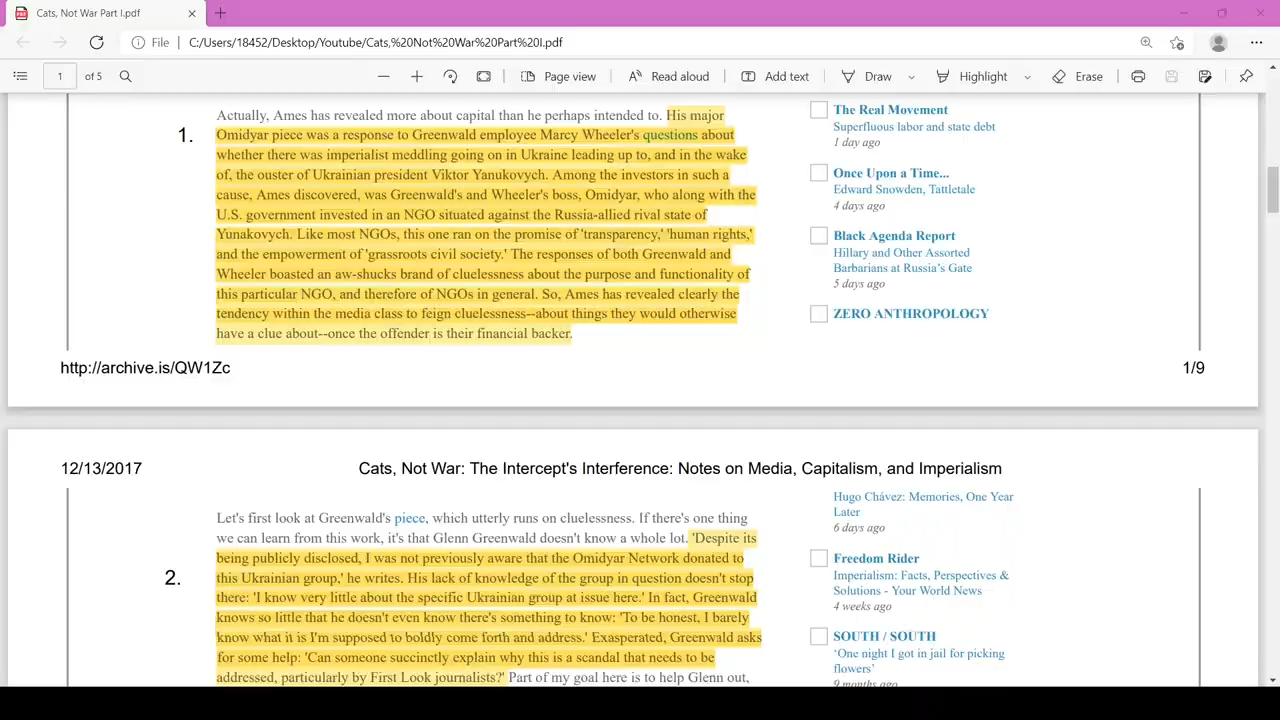 Cats, Not War Part I.pdf
File
C:/Users/18452/Desktop/Youtube/Cats,%20Not%20War%20Part%20I.pdf
1 of 5
Page view
Read aloud
Add text
Draw
Highlight
Erase
Actually, Ames has revealed more about capital than he perhaps intended to. His major
1. Omidyar piece was a response to Greenwald employee Marcy Wheeler's questions about
whether there was imperialist meddling going on in Ukraine leading up to, and in the wake
of, the ouster of Ukrainian president Viktor Yanukovych. Among the investors in such a
cause, Ames discovered, was Greenwald's and Wheeler's boss, Omidyar, who along with the
U.S. government invested in an NGO situated against the Russia-allied rival state of
Yunakovych. Like most NGOs, this one ran on the promise of 'transparency,' 'human rights,'
and the empowerment of 'grassroots civil society.' The responses of both Greenwald and
Wheeler boasted an aw-shucks brand of cluelessness about the purpose and functionality of
this particular NGO, and therefore of NGOs in general. So, Ames has revealed clearly the
tendency within the media class to feign cluelessness--about things they would otherwise
have a clue about--once the offender is their financial backer.
The Real Movement
Superfluous labor and state debt
1 day ago
Once Upon a Time...
Edward Snowden, Tattletale
4 days ago
Black Agenda Report
Hillary and Other Assorted
Barbarians at Russia's Gate
5 days ago
ZERO ANTHROPOLOGY
http://archive.is/QW1Zc
1/9
12/13/2017
Cats, Not War: The Intercept's Interference: Notes on Media, Capitalism, and Imperialism
Let's first look at Greenwald's piece, which utterly runs on cluelessness. If there's one thing
we can learn from this work, it's that Glenn Greenwald doesn't know a whole lot. 'Despite its
being publicly disclosed, I was not previously aware that the Omidyar Network donated to
2. this Ukrainian group,' he writes. His lack of knowledge of the group in question doesn't stop
there: 'I know very little about the specific Ukrainian group at issue here.' In fact, Greenwald
knows so little that he doesn't even know there's something to know: 'To be honest, I barely
know what it is I'm supposed to boldly come forth and address.' Exasperated, Greenwald asks
for some help: 'Can someone succinctly explain why this is a scandal that needs to be
addressed, particularly by First Look journalists?' Part of my goal here is to help Glenn out,
Hugo Chávez: Memories, One Year
Later
6 days ago
Freedom Rider
Imperialism: Facts, Perspectives &
Solutions - Your World News
4 weeks ago
SOUTH / SOUTH
'One night I got in jail for picking
flowers'
9 months ago